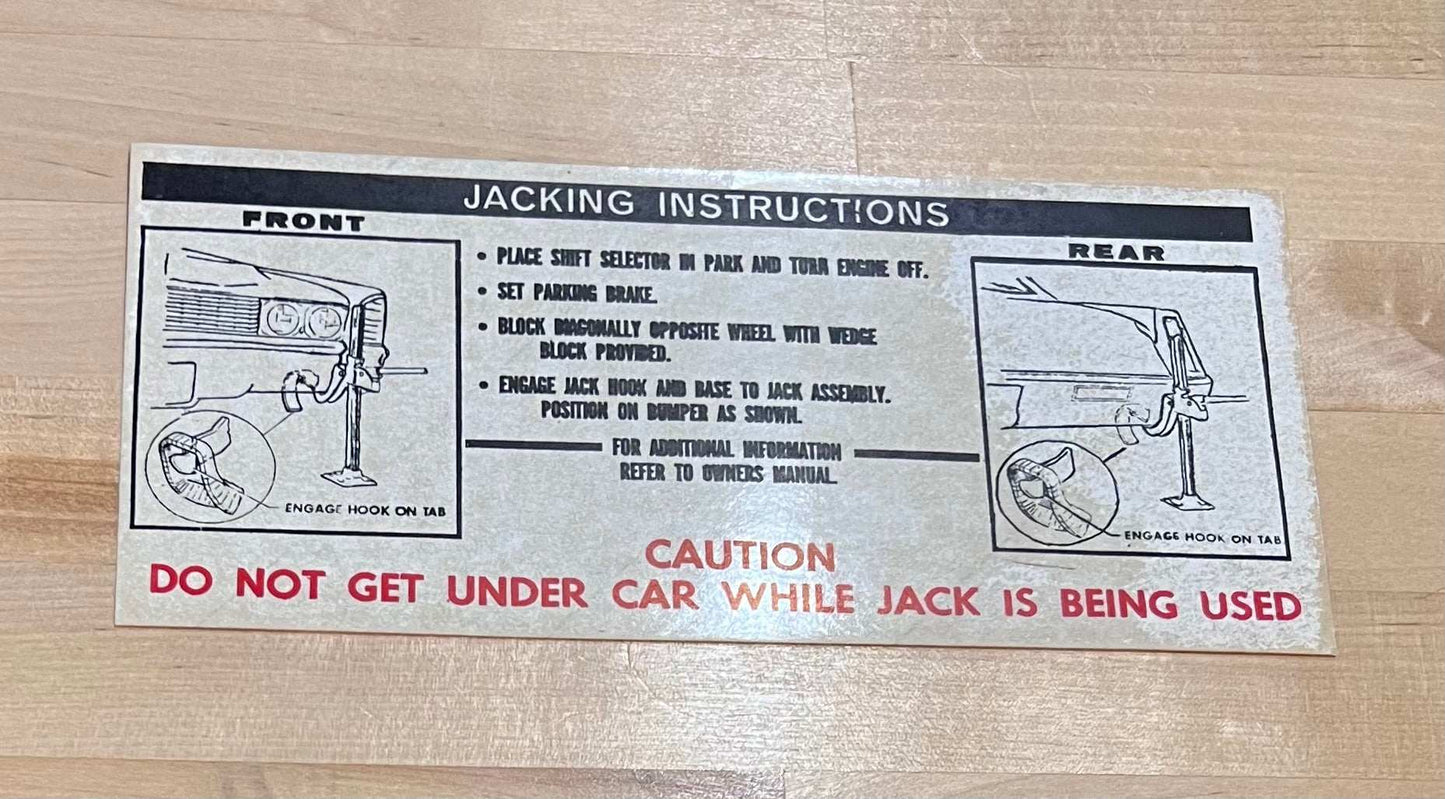 JACKING INSTRUCTIONS
FRONT
ENGAGE HOOK ON TAB
• PLACE SHIFT SELECTOR IN PARK AND TURN ENGINE OFF.
• SET PARKING BRAKE.
• BLOCK DIAGONALLY OPPOSITE WHEEL WITH WEDGE
BLOCK PROVIDED.
• ENGAGE JACK HOOK AND BASE TO JACK ASSEMBLY.
POSITION ON BUMPER AS SHOWN.
FOR ADDITIONAL INFORMATION
REFER TO OWNERS MANUAL.
REAR
ENGAGE HOOK ON TAB
CAUTION
DO NOT GET UNDER CAR WHILE JACK IS BEING USED